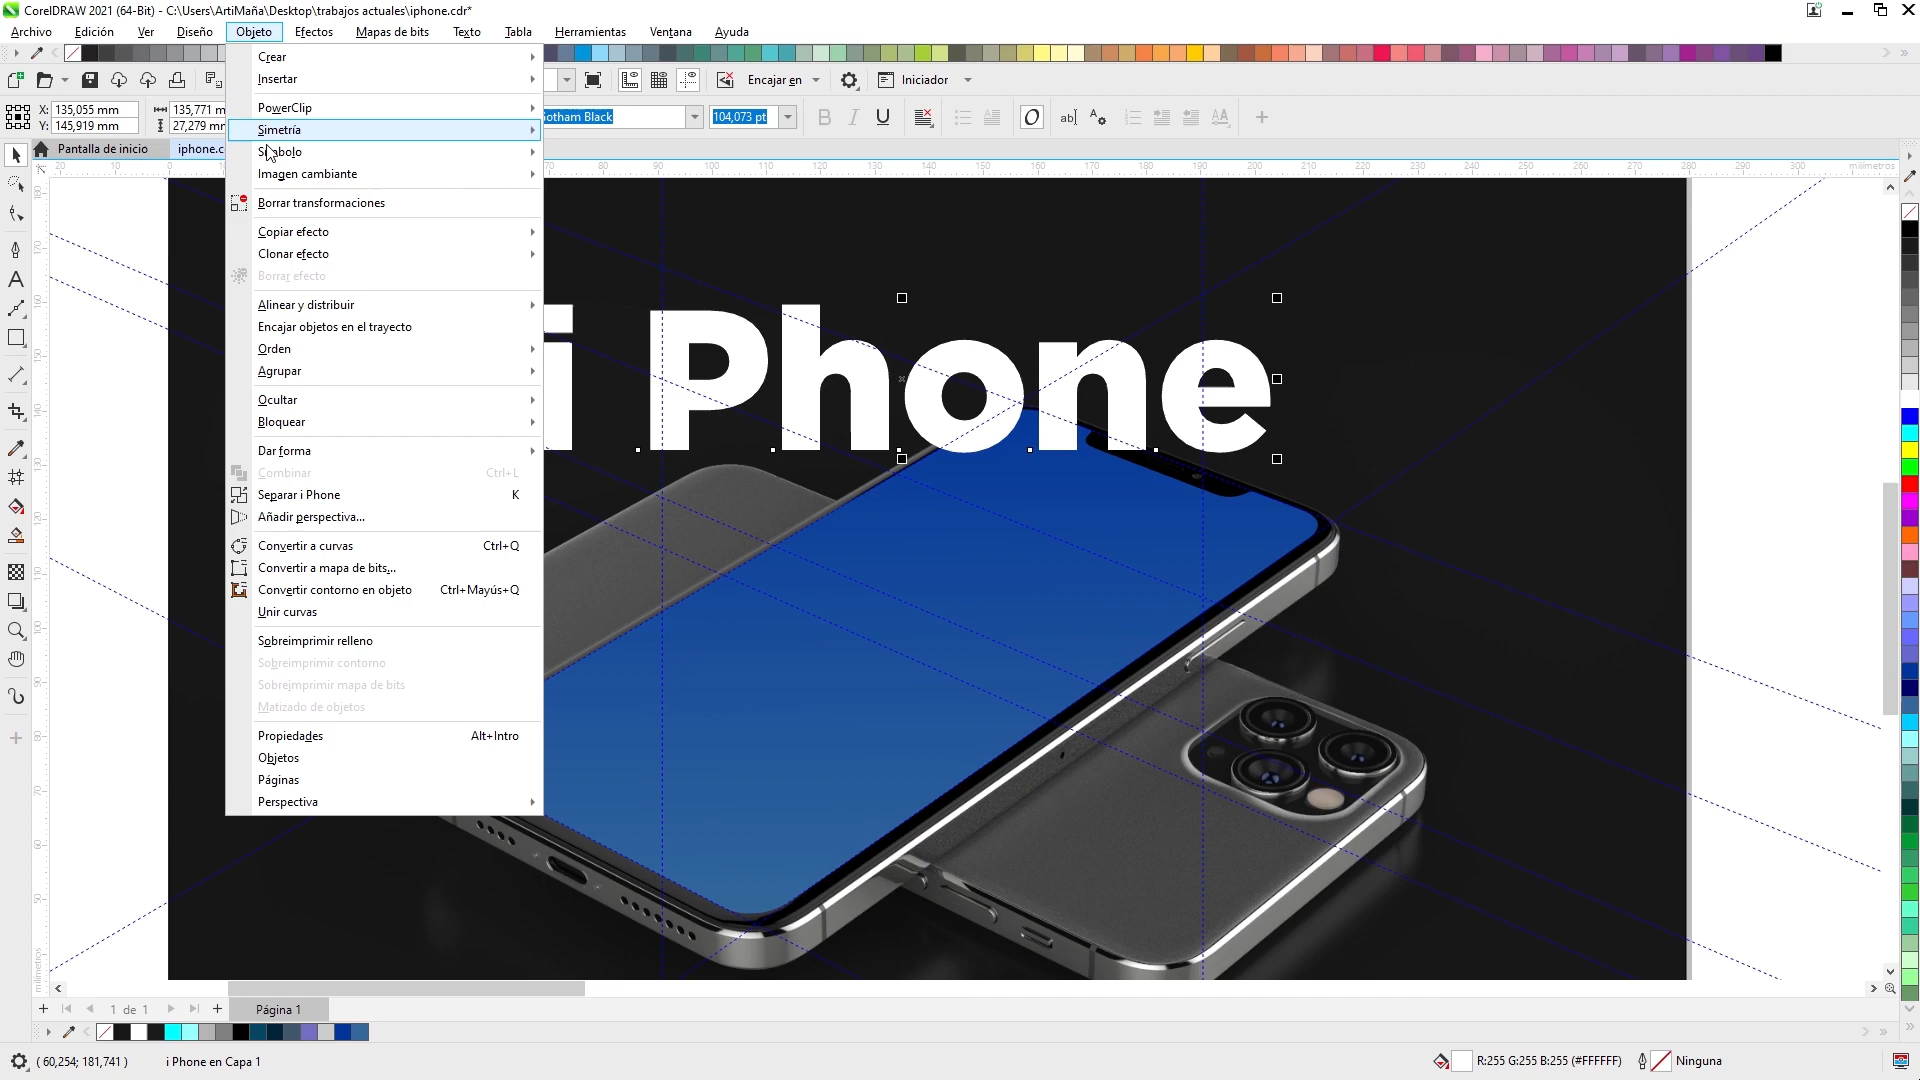 CorelDRAW 2021 (64-Bit) - C:\Users\ArtiMaña\Desktop\trabajos actuales\iphone.cdr*
Archivo Edición Ver Diseño Objeto Efectos Mapas de bits Texto Tabla Herramientas Ventana Ayuda
Encajar en Iniciador
X: 135,055 mm 135,771 m
Y: 145,919 mm 27,279 mm
Gotham Black 104,073 pt
Pantalla de inicio iphone.c
milímetros
Crear
Insertar
PowerClip
Simetría
Símbolo
Imagen cambiante
Borrar transformaciones
Copiar efecto
Clonar efecto
Borrar efecto
Alinear y distribuir
Encajar objetos en el trayecto
Orden
Agrupar
Ocultar
Bloquear
Dar forma
Combinar Ctrl+L
Separar i Phone K
Añadir perspectiva...
Convertir a curvas Ctrl+Q
Convertir a mapa de bits...
Convertir contorno en objeto Ctrl+Mayús+Q
Unir curvas
Sobreimprimir relleno
Sobreimprimir contorno
Sobreimprimir mapa de bits
Matizado de objetos
Propiedades Alt+Intro
Objetos
Páginas
Perspectiva
i Phone
1 de 1 Página 1
( 60,254; 181,741 ) i Phone en Capa 1 R:255 G:255 B:255 (#FFFFFF) Ninguna